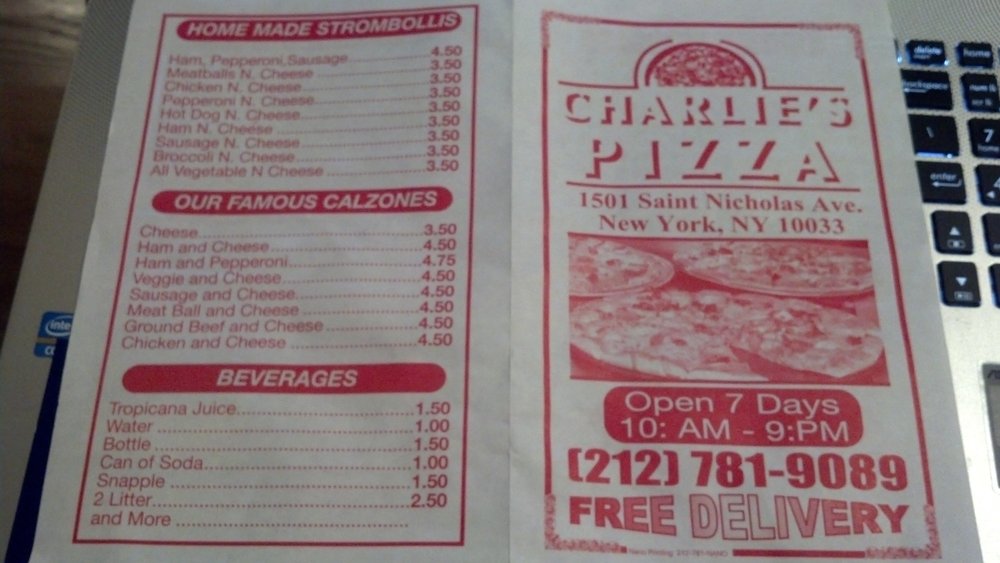 HOME MADE STROMBOLLIS
Ham, Pepperoni,Sausage 4.50
Meatballs N. Cheese 3.50
Chicken N. Cheese 3.50
Pepperoni N. Cheese 3.50
Hot Dog N. Cheese 3.50
Ham N. Cheese 3.50
Sausage N. Cheese 3.50
Broccoli N. Cheese 3.50
All Vegetable N Cheese 3.50
OUR FAMOUS CALZONES
Cheese 3.50
Ham and Cheese 4.50
Ham and Pepperoni 4.75
Veggie and Cheese 4.50
Sausage and Cheese 4.50
Meat Ball and Cheese 4.50
Ground Beef and Cheese 4.50
Chicken and Cheese 4.50
BEVERAGES
Tropicana Juice 1.50
Water 1.00
Bottle 1.50
Can of Soda 1.00
Snapple 1.50
2 Litter 2.50
and More
CHARLIE'S
PIZZA
1501 Saint Nicholas Ave.
New York, NY 10033
Open 7 Days
10: AM - 9:PM
(212) 781-9089
FREE DELIVERY
Nano Printing 212-781-NANO
delete
home
enter
7
home
intel